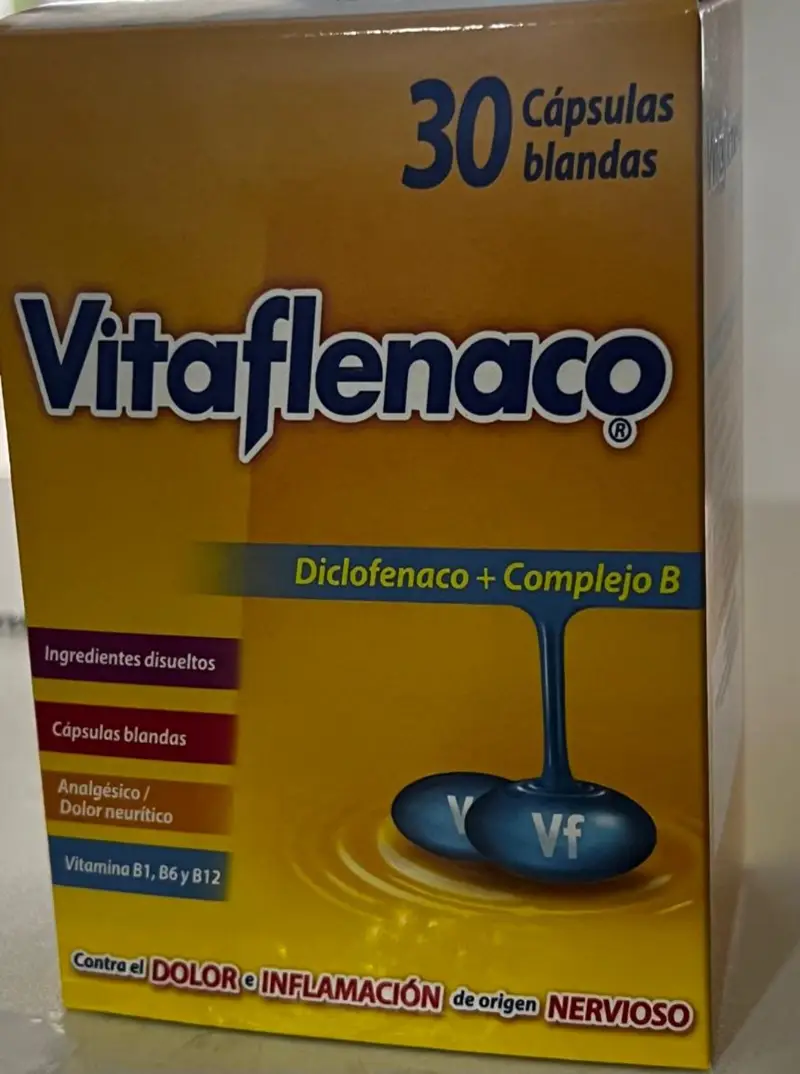 30 Cápsulas
blandas
Vitaflenaco
®
Diclofenaco + Complejo B
Ingredientes disueltos
Cápsulas blandas
Analgésico /
Dolor neurítico
Vitamina B1, B6 y B12
V
Vf
Contra el DOLOR e INFLAMACIÓN de origen NERVIOSO